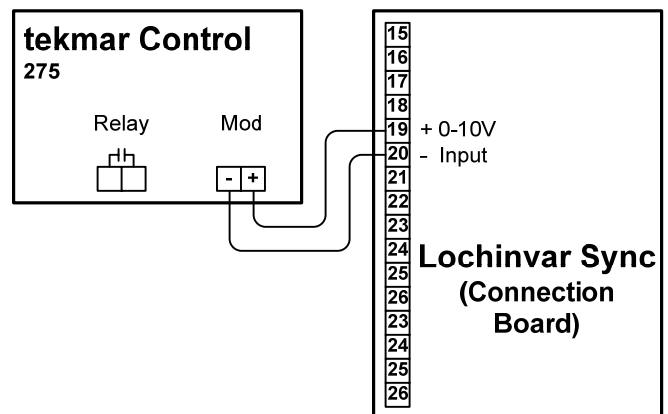 tekmar Control
275
Relay
Mod
- +
15
16
17
18
19 + 0-10V
20 - Input
21
22
23
24
25
26
23
24
25
26
Lochinvar Sync
(Connection
Board)